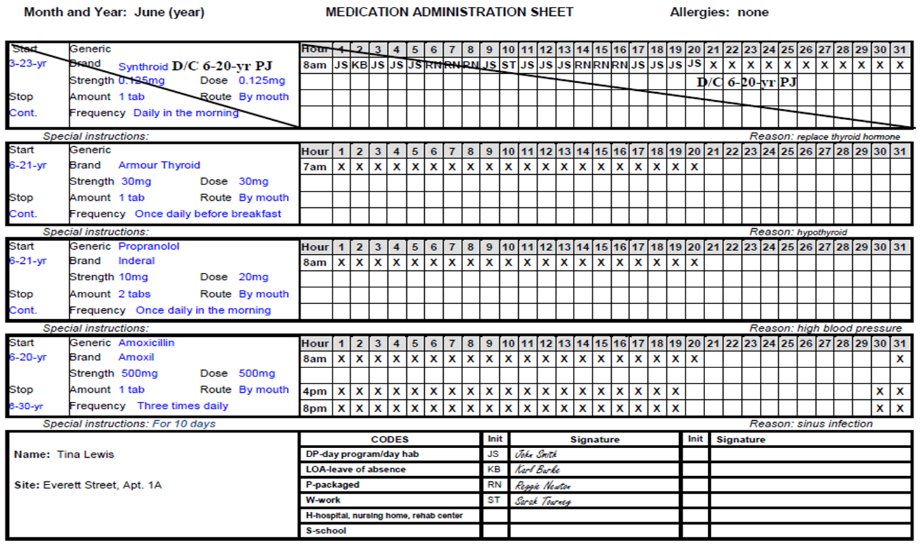 Month and Year: June (year) MEDICATION ADMINISTRATION SHEET Allergies: none
Start Generic Hour 1 2 3 4 5 6 7 8 9 10 11 12 13 14 15 16 17 18 19 20 21 22 23 24 25 26 27 28 29 30 31
3-23-yr Brand Synthroid D/C 6-20-yr PJ 8am JS KB JS JS JS RN RN RN JS ST JS JS JS RN RN RN JS JS JS JS X X X X X X X X X X X
Strength 0.125mg Dose 0.125mg D/C 6-20-yr PJ
Stop Amount 1 tab Route By mouth
Cont. Frequency Daily in the morning
Special instructions: Reason: replace thyroid hormone
Start Generic Hour 1 2 3 4 5 6 7 8 9 10 11 12 13 14 15 16 17 18 19 20 21 22 23 24 25 26 27 28 29 30 31
6-21-yr Brand Armour Thyroid 7am X X X X X X X X X X X X X X X X X X X X
Strength 30mg Dose 30mg
Stop Amount 1 tab Route By mouth
Cont. Frequency Once daily before breakfast
Special instructions: Reason: hypothyroid
Start Generic Propranolol Hour 1 2 3 4 5 6 7 8 9 10 11 12 13 14 15 16 17 18 19 20 21 22 23 24 25 26 27 28 29 30 31
6-21-yr Brand Inderal 8am X X X X X X X X X X X X X X X X X X X X
Strength 10mg Dose 20mg
Stop Amount 2 tabs Route By mouth
Cont. Frequency Once daily in the morning
Special instructions: Reason: high blood pressure
Start Generic Amoxicillin Hour 1 2 3 4 5 6 7 8 9 10 11 12 13 14 15 16 17 18 19 20 21 22 23 24 25 26 27 28 29 30 31
6-20-yr Brand Amoxil 8am X X X X X X X X X X X X X X X X X X X X X
Strength 500mg Dose 500mg
Stop Amount 1 tab Route By mouth 4pm X X X X X X X X X X X X X X X X X X X X X
6-30-yr Frequency Three times daily 8pm X X X X X X X X X X X X X X X X X X X X X
Special instructions: For 10 days Reason: sinus infection
CODES Init Signature Init Signature
Name: Tina Lewis DP-day program/day hab JS John Smith
LOA-leave of absence KB Karl Burke
Site: Everett Street, Apt. 1A P-packaged RN Reggie Newton
W-work ST Sarah Tourney
H-hospital, nursing home, rehab center
S-school